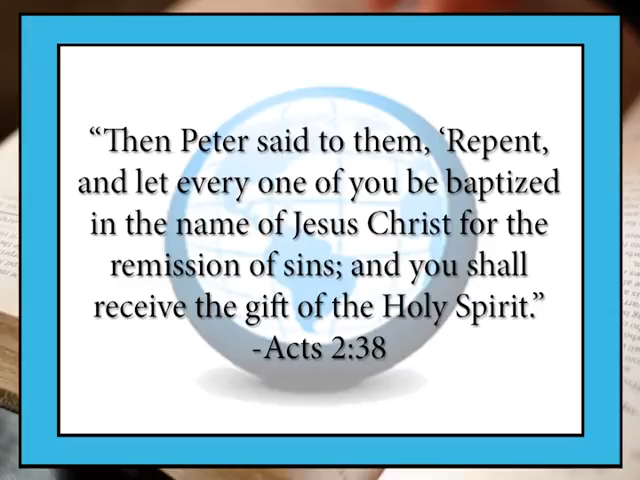 “Then Peter said to them, ‘Repent,
and let every one of you be baptized
in the name of Jesus Christ for the
remission of sins; and you shall
receive the gift of the Holy Spirit.”
-Acts 2:38